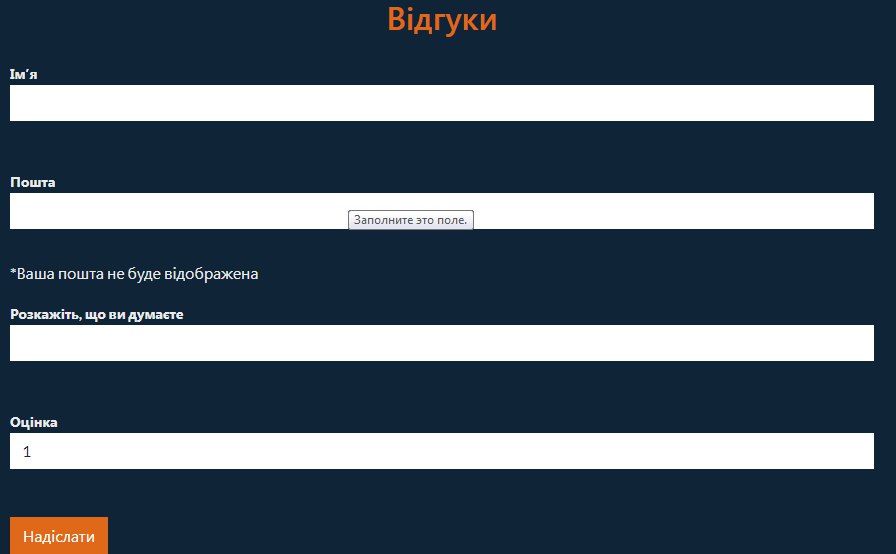 Відгуки
Ім'я
Пошта
Заполните это поле.
*Ваша пошта не буде відображена
Розкажіть, що ви думаєте
Оцінка
1
Надіслати